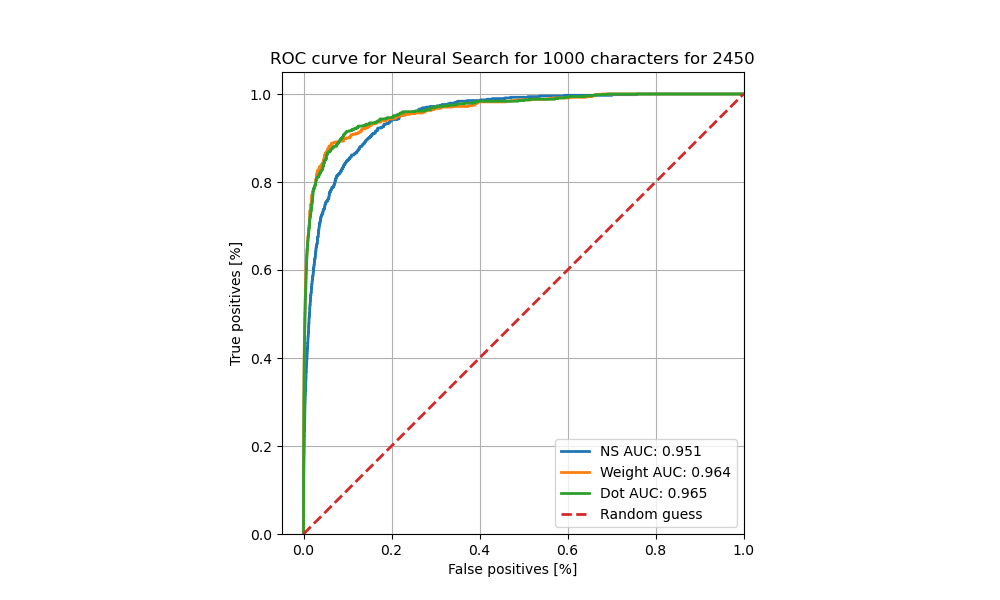 ROC curve for Neural Search for 1000 characters for 2450
1.0
0.8
0.6
0.4
0.2
0.0
True positives [%]
0.0 0.2 0.4 0.6 0.8 1.0
False positives [%]
NS AUC: 0.951
Weight AUC: 0.964
Dot AUC: 0.965
Random guess